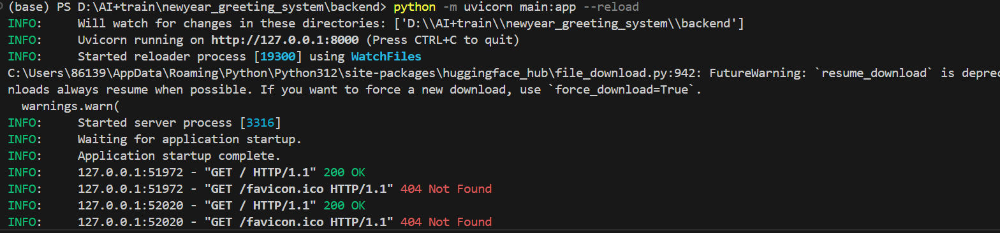 (base) PS D:\AI+train\newyear_greeting_system\backend> python -m uvicorn main:app --reload
INFO:     Will watch for changes in these directories: ['D:\\AI+train\\newyear_greeting_system\\backend']
INFO:     Uvicorn running on http://127.0.0.1:8000 (Press CTRL+C to quit)
INFO:     Started reloader process [19300] using WatchFiles
C:\Users\86139\AppData\Roaming\Python\Python312\site-packages\huggingface_hub\file_download.py:942: FutureWarning: `resume_download` is deprec
nloads always resume when possible. If you want to force a new download, use `force_download=True`.
  warnings.warn(
INFO:     Started server process [3316]
INFO:     Waiting for application startup.
INFO:     Application startup complete.
INFO:     127.0.0.1:51972 - "GET / HTTP/1.1" 200 OK
INFO:     127.0.0.1:51972 - "GET /favicon.ico HTTP/1.1" 404 Not Found
INFO:     127.0.0.1:52020 - "GET / HTTP/1.1" 200 OK
INFO:     127.0.0.1:52020 - "GET /favicon.ico HTTP/1.1" 404 Not Found